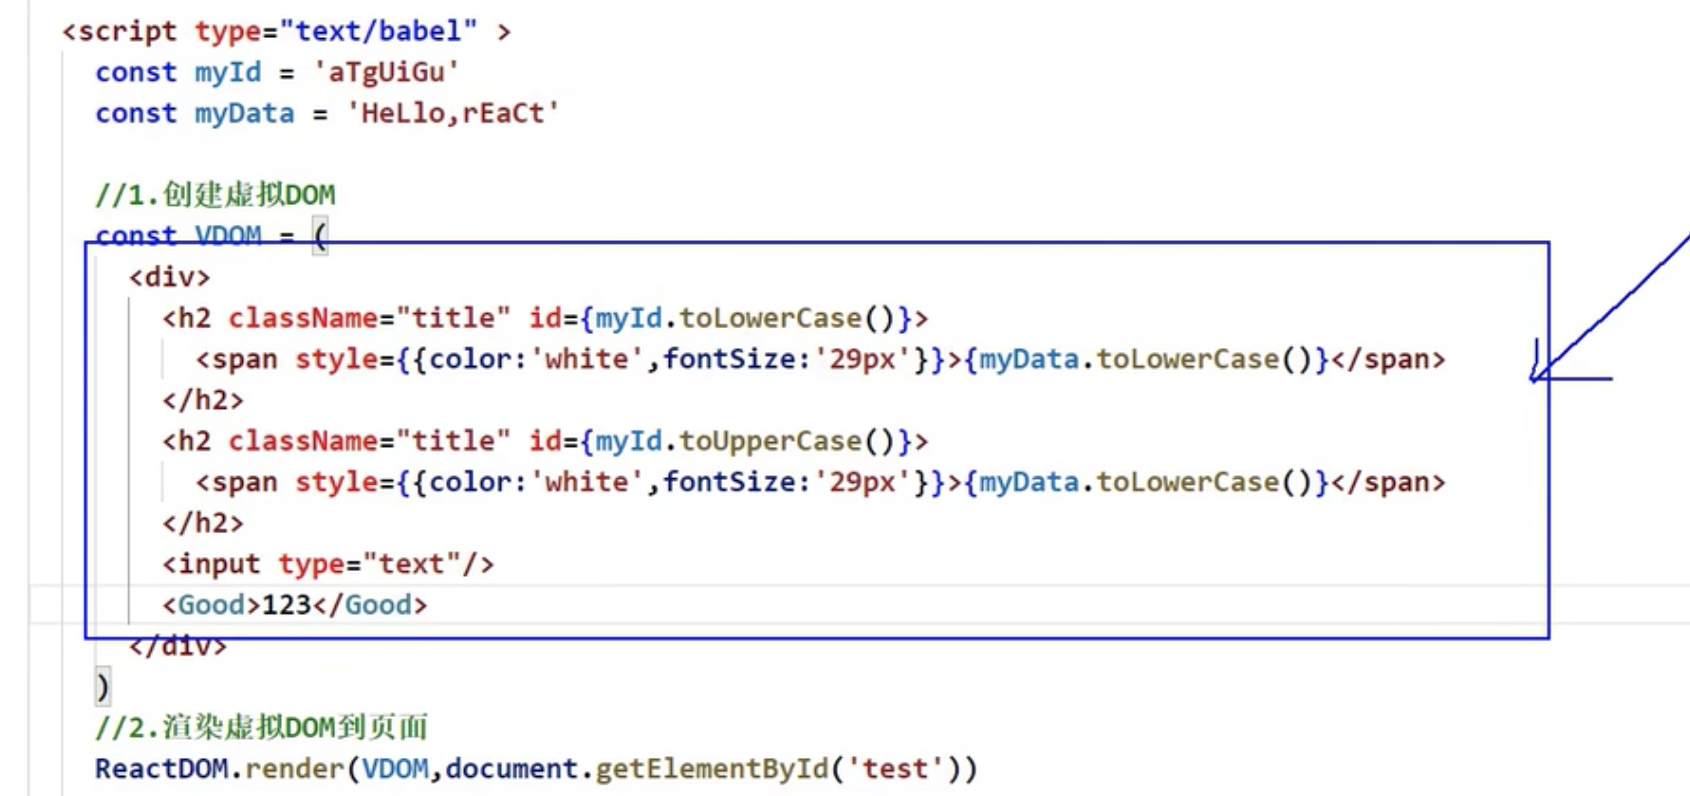 <script type="text/babel" >
const myId = 'aTgUiGu'
const myData = 'HeLlo,rEaCt'
//1.创建虚拟DOM
const VDOM = (
<div>
<h2 className="title" id={myId.toLowerCase()}>
<span style={{color:'white',fontSize:'29px'}}>{myData.toLowerCase()}</span>
</h2>
<h2 className="title" id={myId.toUpperCase()}>
<span style={{color:'white',fontSize:'29px'}}>{myData.toLowerCase()}</span>
</h2>
<input type="text"/>
<Good>123</Good>
</div>
)
//2.渲染虚拟DOM到页面
ReactDOM.render(VDOM,document.getElementById('test'))